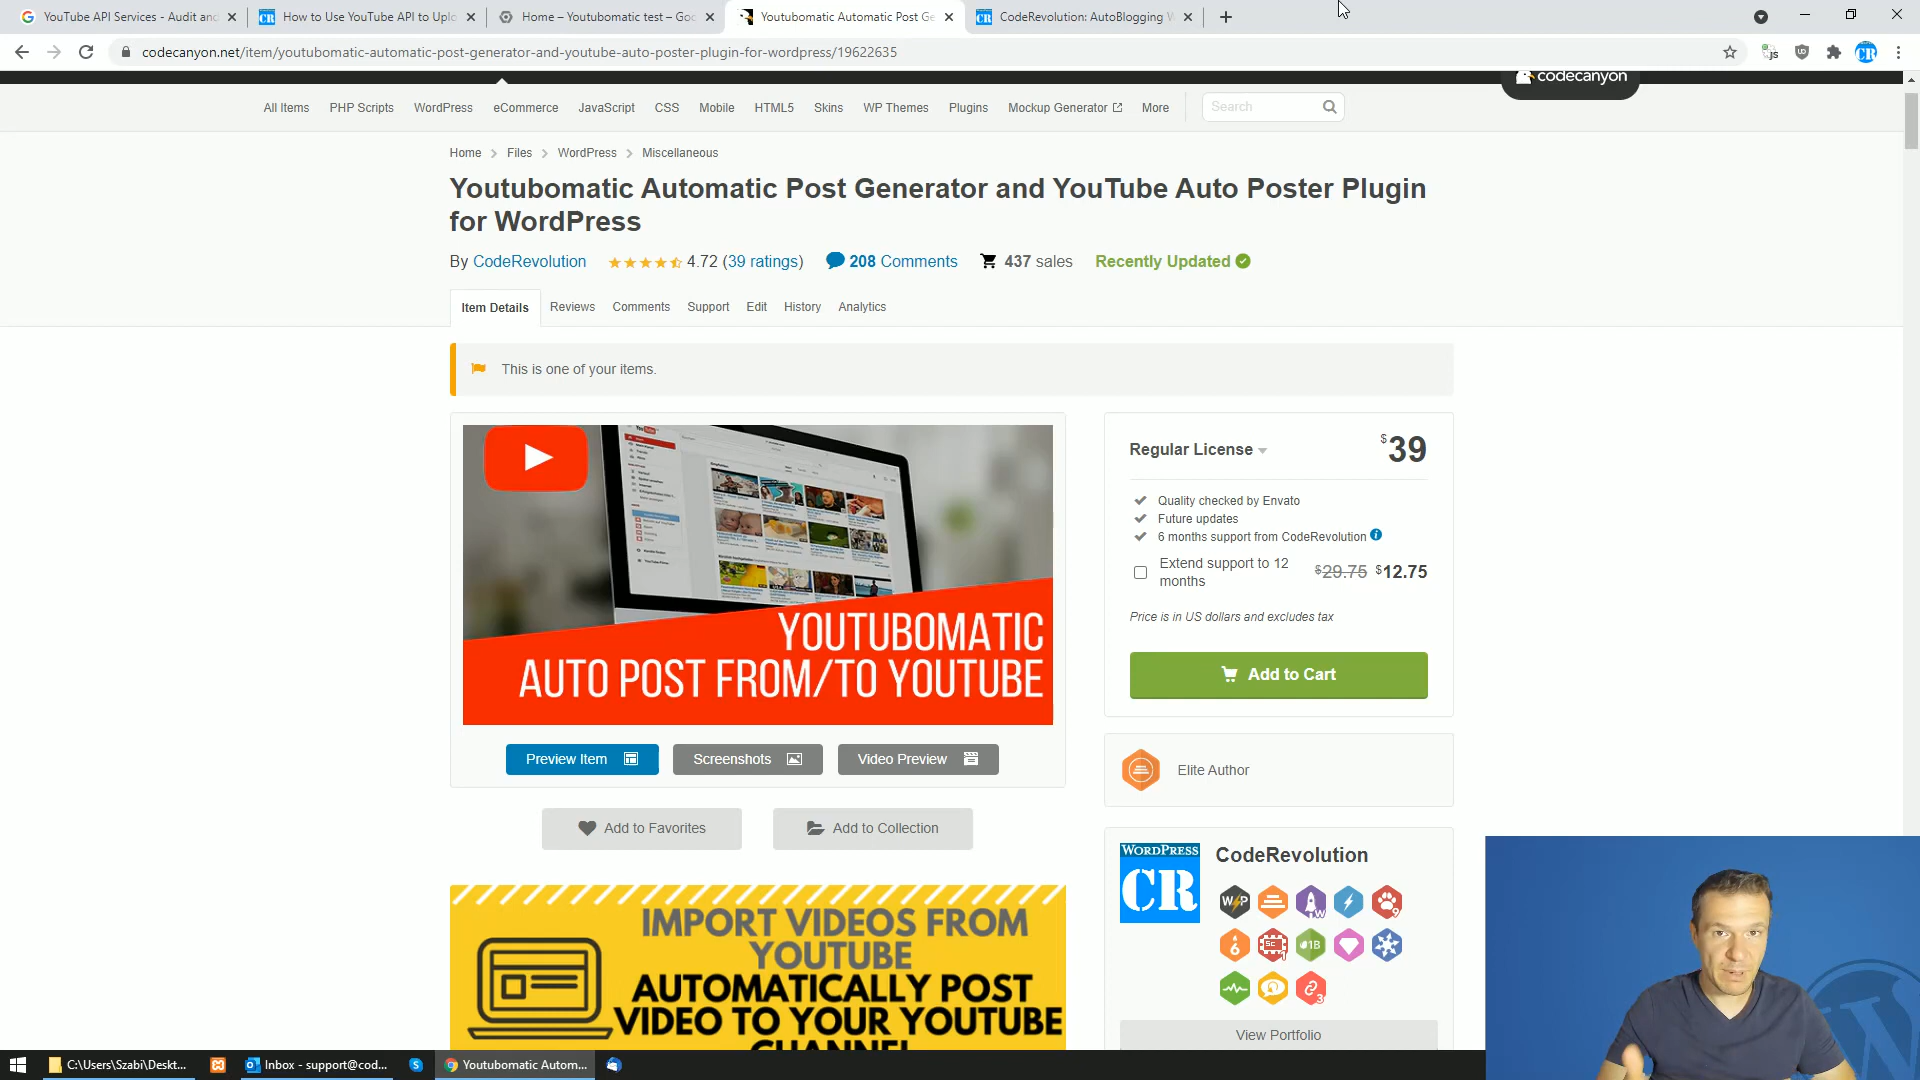 YouTube API Services - Audit and
How to Use YouTube API to Uplo
Home – Youtubomatic test – Goo
Youtubomatic Automatic Post Ge
CodeRevolution: AutoBlogging W
codecanyon.net/item/youtubomatic-automatic-post-generator-and-youtube-auto-poster-plugin-for-wordpress/19622635
codecanyon
All Items
PHP Scripts
WordPress
eCommerce
JavaScript
CSS
Mobile
HTML5
Skins
WP Themes
Plugins
Mockup Generator
More
Search
Home
Files
WordPress
Miscellaneous
Youtubomatic Automatic Post Generator and YouTube Auto Poster Plugin
for WordPress
By CodeRevolution
4.72 (39 ratings)
208 Comments
437 sales
Recently Updated
Item Details
Reviews
Comments
Support
Edit
History
Analytics
This is one of your items.
YOUTUBOMATIC
AUTO POST FROM/TO YOUTUBE
Regular License
$39
Quality checked by Envato
Future updates
6 months support from CodeRevolution
Extend support to 12
months
$29.75 $12.75
Price is in US dollars and excludes tax
Add to Cart
Preview Item
Screenshots
Video Preview
Elite Author
Add to Favorites
Add to Collection
IMPORT VIDEOS FROM
YOUTUBE
AUTOMATICALLY POST
VIDEO TO YOUR YOUTUBE
CHANNEL
WORDPRESS
CR
CodeRevolution
View Portfolio
C:\Users\Szabi\Deskt...
Inbox - support@cod...
Youtubomatic Autom...